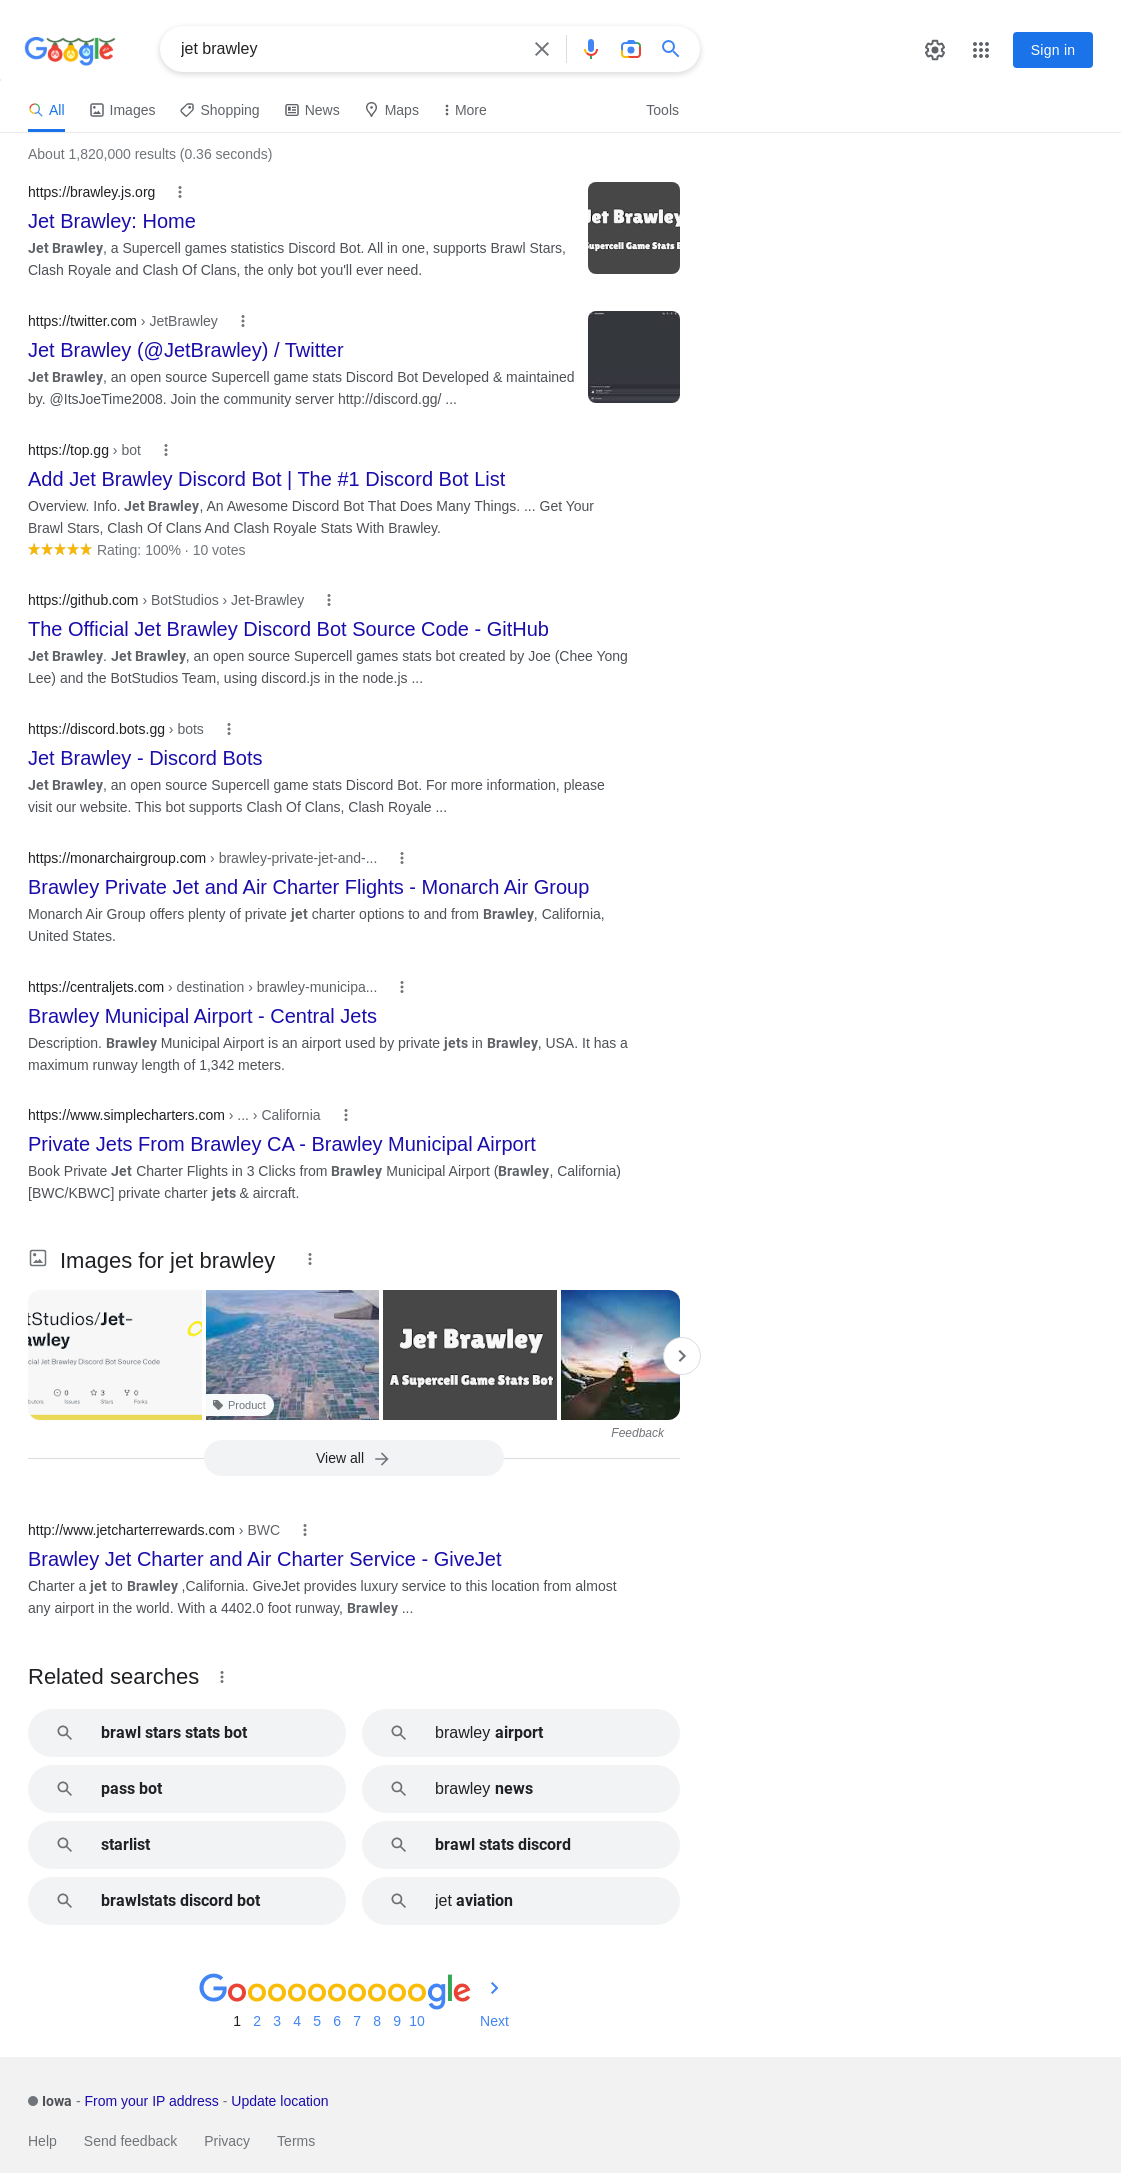 Google
jet brawley
Sign in
All Images Shopping News Maps More Tools
About 1,820,000 results (0.36 seconds)
https://brawley.js.org
Jet Brawley: Home
Jet Brawley, a Supercell games statistics Discord Bot. All in one, supports Brawl Stars,
Clash Royale and Clash Of Clans, the only bot you'll ever need.
Jet Brawley
Supercell Game Stats B
https://twitter.com › JetBrawley
Jet Brawley (@JetBrawley) / Twitter
Jet Brawley, an open source Supercell game stats Discord Bot Developed & maintained
by. @ItsJoeTime2008. Join the community server http://discord.gg/ ...
https://top.gg › bot
Add Jet Brawley Discord Bot | The #1 Discord Bot List
Overview. Info. Jet Brawley, An Awesome Discord Bot That Does Many Things. ... Get Your
Brawl Stars, Clash Of Clans And Clash Royale Stats With Brawley.
Rating: 100% · 10 votes
https://github.com › BotStudios › Jet-Brawley
The Official Jet Brawley Discord Bot Source Code - GitHub
Jet Brawley. Jet Brawley, an open source Supercell games stats bot created by Joe (Chee Yong
Lee) and the BotStudios Team, using discord.js in the node.js ...
https://discord.bots.gg › bots
Jet Brawley - Discord Bots
Jet Brawley, an open source Supercell game stats Discord Bot. For more information, please
visit our website. This bot supports Clash Of Clans, Clash Royale ...
https://monarchairgroup.com › brawley-private-jet-and-...
Brawley Private Jet and Air Charter Flights - Monarch Air Group
Monarch Air Group offers plenty of private jet charter options to and from Brawley, California,
United States.
https://centraljets.com › destination › brawley-municipa...
Brawley Municipal Airport - Central Jets
Description. Brawley Municipal Airport is an airport used by private jets in Brawley, USA. It has a
maximum runway length of 1,342 meters.
https://www.simplecharters.com › ... › California
Private Jets From Brawley CA - Brawley Municipal Airport
Book Private Jet Charter Flights in 3 Clicks from Brawley Municipal Airport (Brawley, California)
[BWC/KBWC] private charter jets & aircraft.
Images for jet brawley
tStudios/Jet-
awley
cial Jet Brawley Discord Bot Source Code
0 3 0
butors Issues Stars Forks
Product
Jet Brawley
A Supercell Game Stats Bot
Feedback
View all
http://www.jetcharterrewards.com › BWC
Brawley Jet Charter and Air Charter Service - GiveJet
Charter a jet to Brawley ,California. GiveJet provides luxury service to this location from almost
any airport in the world. With a 4402.0 foot runway, Brawley ...
Related searches
brawl stars stats bot
brawley airport
pass bot
brawley news
starlist
brawl stats discord
brawlstats discord bot
jet aviation
Goooooooooogle
1 2 3 4 5 6 7 8 9 10 Next
Iowa - From your IP address - Update location
Help Send feedback Privacy Terms